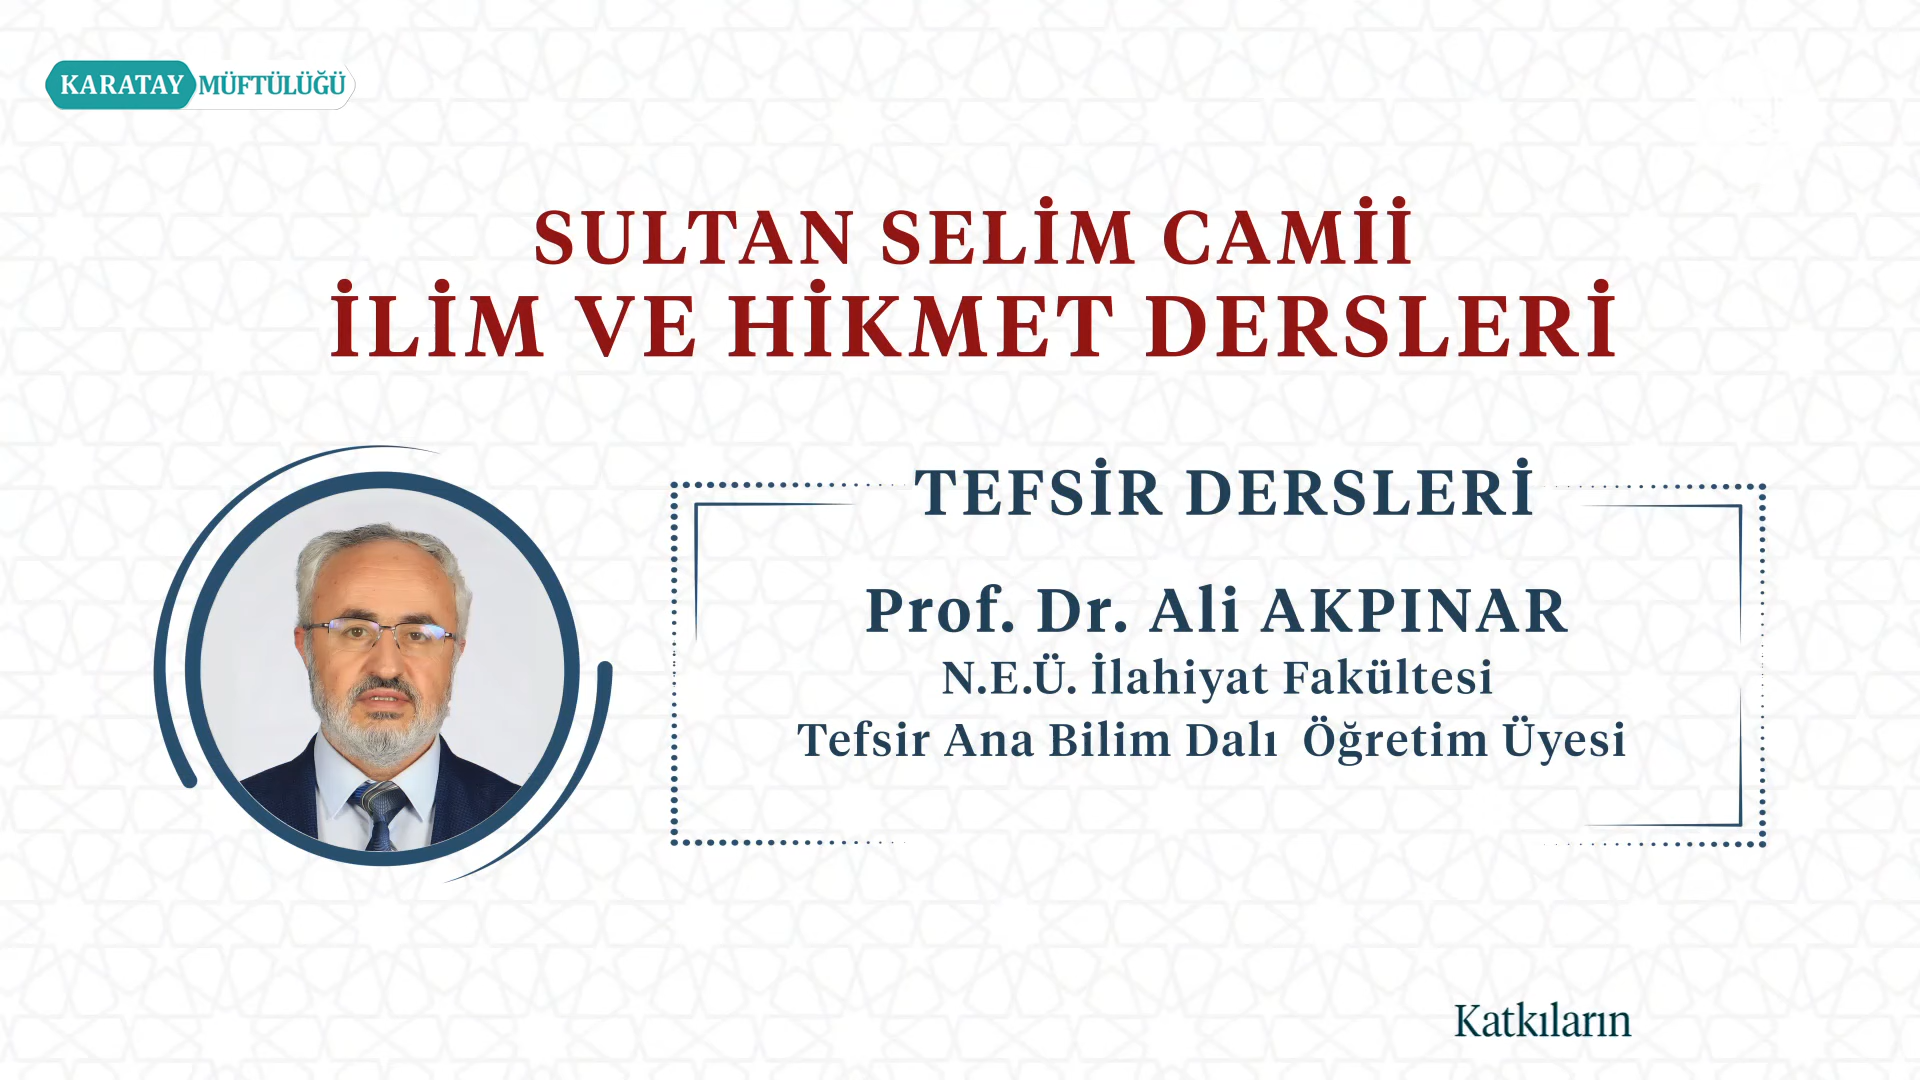 KARATAY MÜFTÜLÜĞÜ
SULTAN SELİM CAMİİ
İLİM VE HİKMET DERSLERİ
TEFSİR DERSLERİ
Prof. Dr. Ali AKPINAR
N.E.Ü. İlahiyat Fakültesi
Tefsir Ana Bilim Dalı Öğretim Üyesi
Katkıların